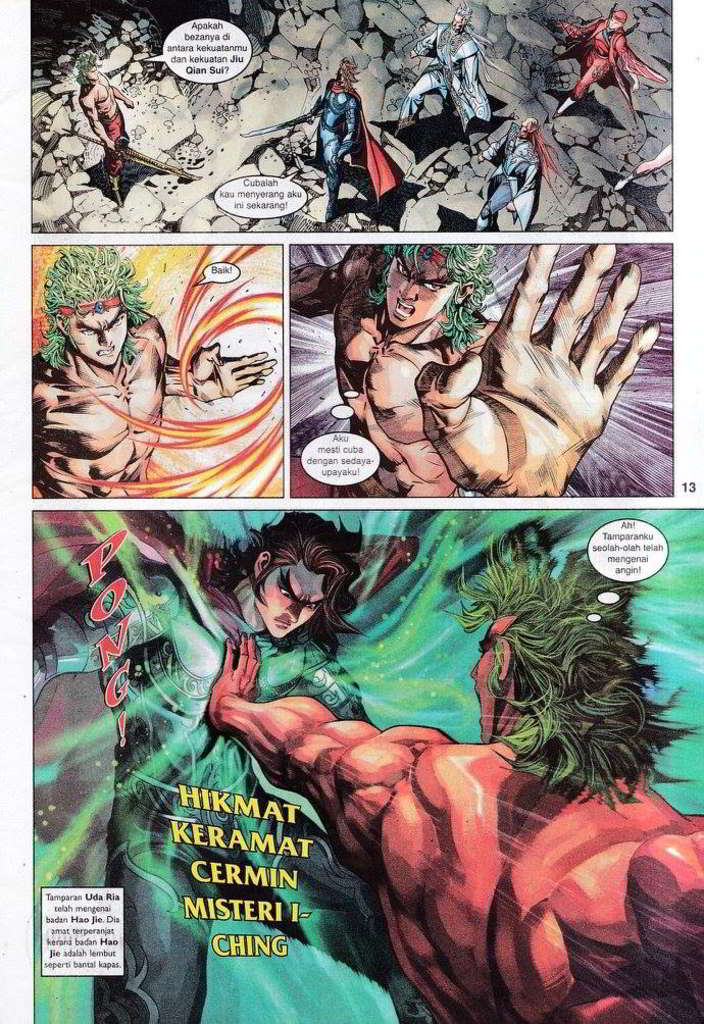 Apakah
bezanya di
antara kekuatanmu
dan kekuatan Jiu
Qian Sui?
Cubalah
kau menyerang aku
ini sekarang!
Baik!
Aku
mesti cuba
dengan sedaya-
upayaku!
13
Ah!
Tamparanku
seolah-olah telah
mengenai
angin!
PONG!
HIKMAT
KERAMAT
CERMIN
MISTERI I-
CHING
Tamparan Uda Ria
telah mengenai
badan Hao Jie. Dia
amat terperanjat
kerana badan Hao
Jie adalah lembut
seperti bantal kapas.